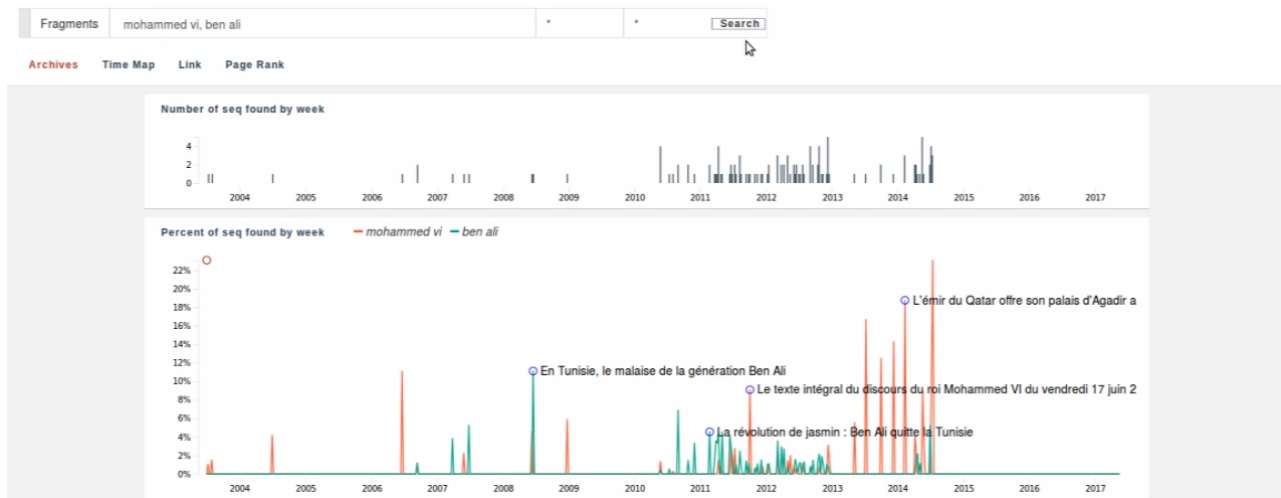 Fragments mohammed vi, ben ali * * Search
Archives Time Map Link Page Rank
Number of seq found by week
4
2
0
2004 2005 2006 2007 2008 2009 2010 2011 2012 2013 2014 2015 2016 2017
Percent of seq found by week mohammed vi ben ali
22%
20%
18%
16%
14%
12%
10%
8%
6%
4%
2%
0%
L'émir du Qatar offre son palais d'Agadir a
En Tunisie, le malaise de la génération Ben Ali
Le texte intégral du discours du roi Mohammed VI du vendredi 17 juin 2
La révolution de jasmin : Ben Ali quitte la Tunisie
2004 2005 2006 2007 2008 2009 2010 2011 2012 2013 2014 2015 2016 2017